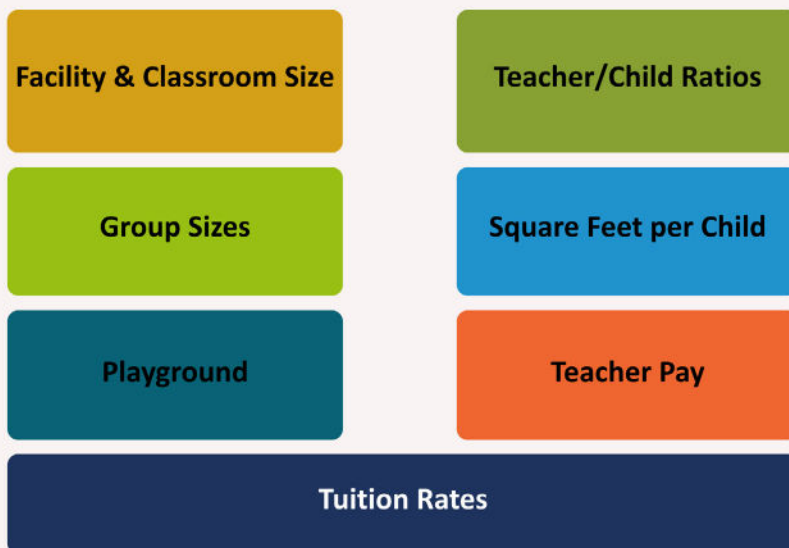 Facility & Classroom Size
Teacher/Child Ratios
Group Sizes
Square Feet per Child
Playground
Teacher Pay
Tuition Rates